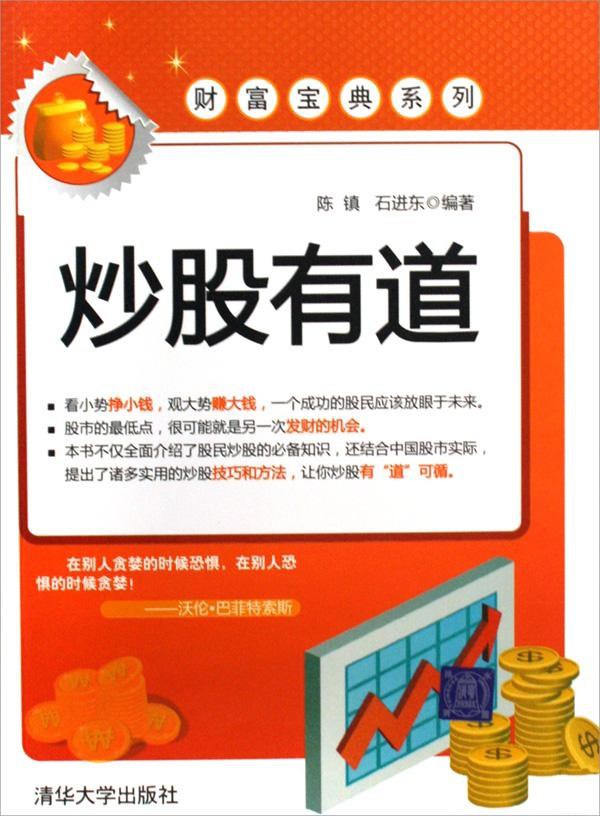 财富宝典系列
陈镇 石进东◎编著
炒股有道
■ 看小势挣小钱，观大势赚大钱，一个成功的股民应该放眼于未来。
■ 股市的最低点，很可能就是另一次发财的机会。
■ 本书不仅全面介绍了股民炒股的必备知识，还结合中国股市实际，
提出了诸多实用的炒股技巧和方法，让你炒股有“道”可循。
在别人贪婪的时候恐惧，在别人恐
惧的时候贪婪！
——沃伦·巴菲特索斯
清华大学出版社